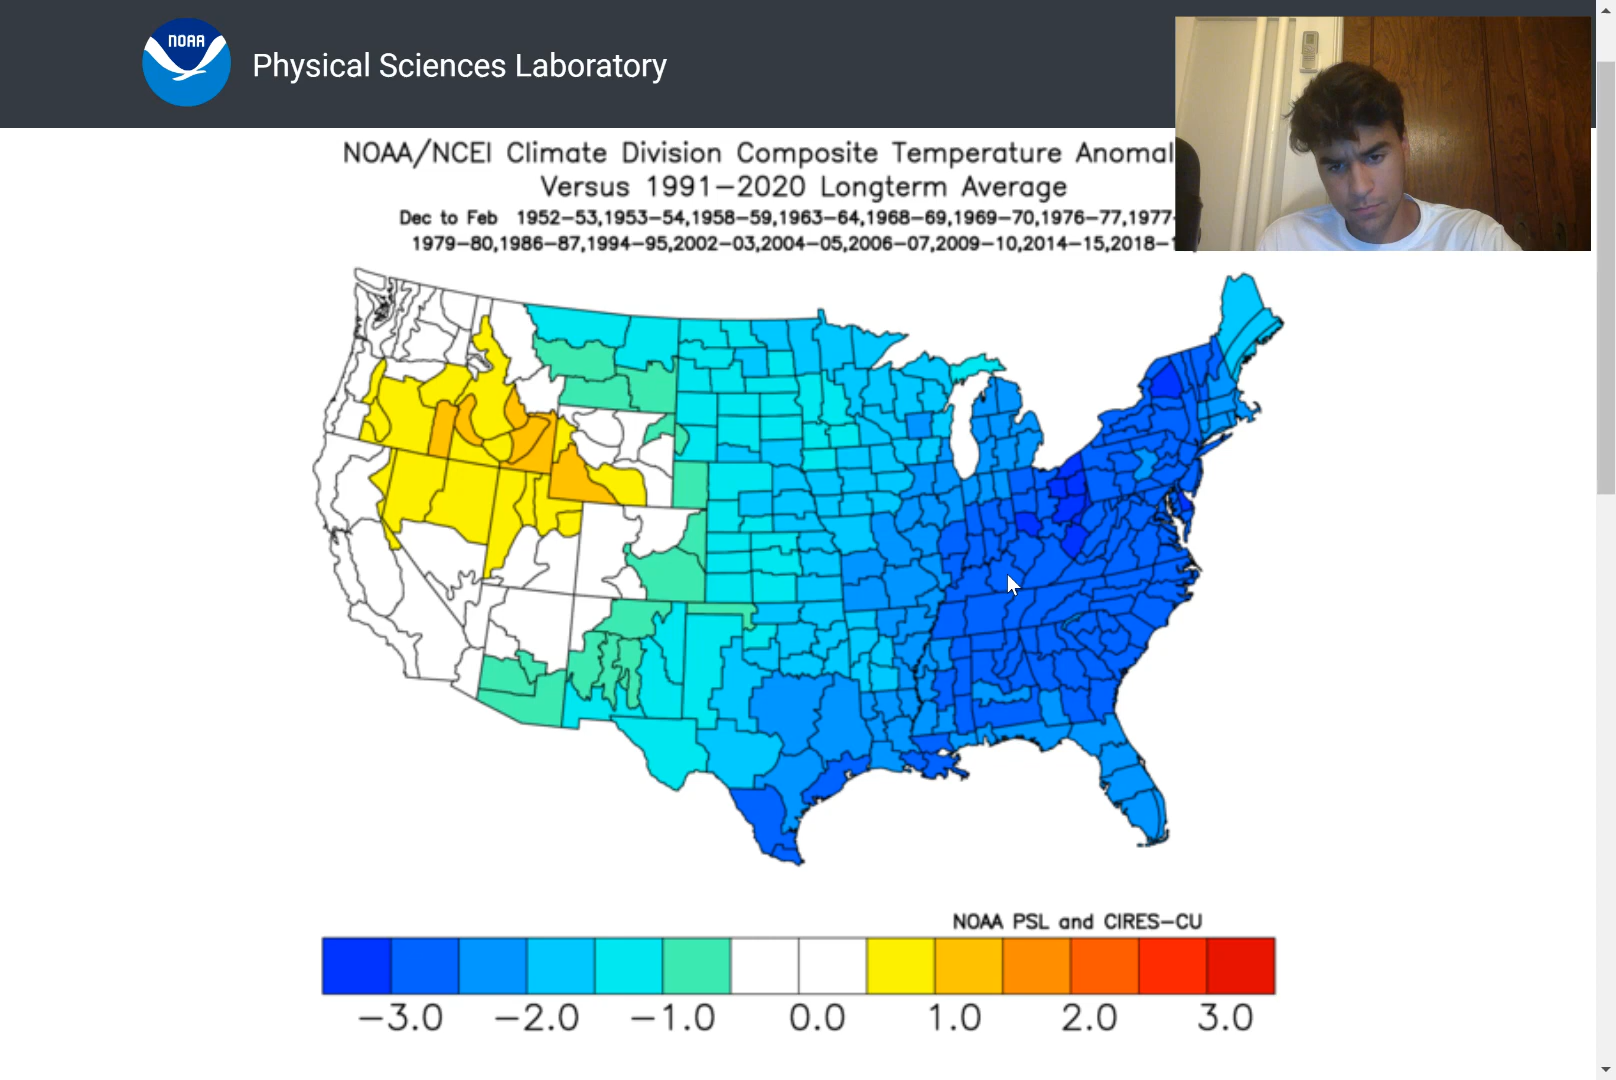 NOAA
Physical Sciences Laboratory
NOAA/NCEI Climate Division Composite Temperature Anomal
Versus 1991-2020 Longterm Average
Dec to Feb 1952-53,1953-54,1958-59,1963-64,1968-69,1969-70,1976-77,1977-
1979-80,1986-87,1994-95,2002-03,2004-05,2006-07,2009-10,2014-15,2018-1
NOAA PSL and CIRES-CU
-3.0 -2.0 -1.0 0.0 1.0 2.0 3.0